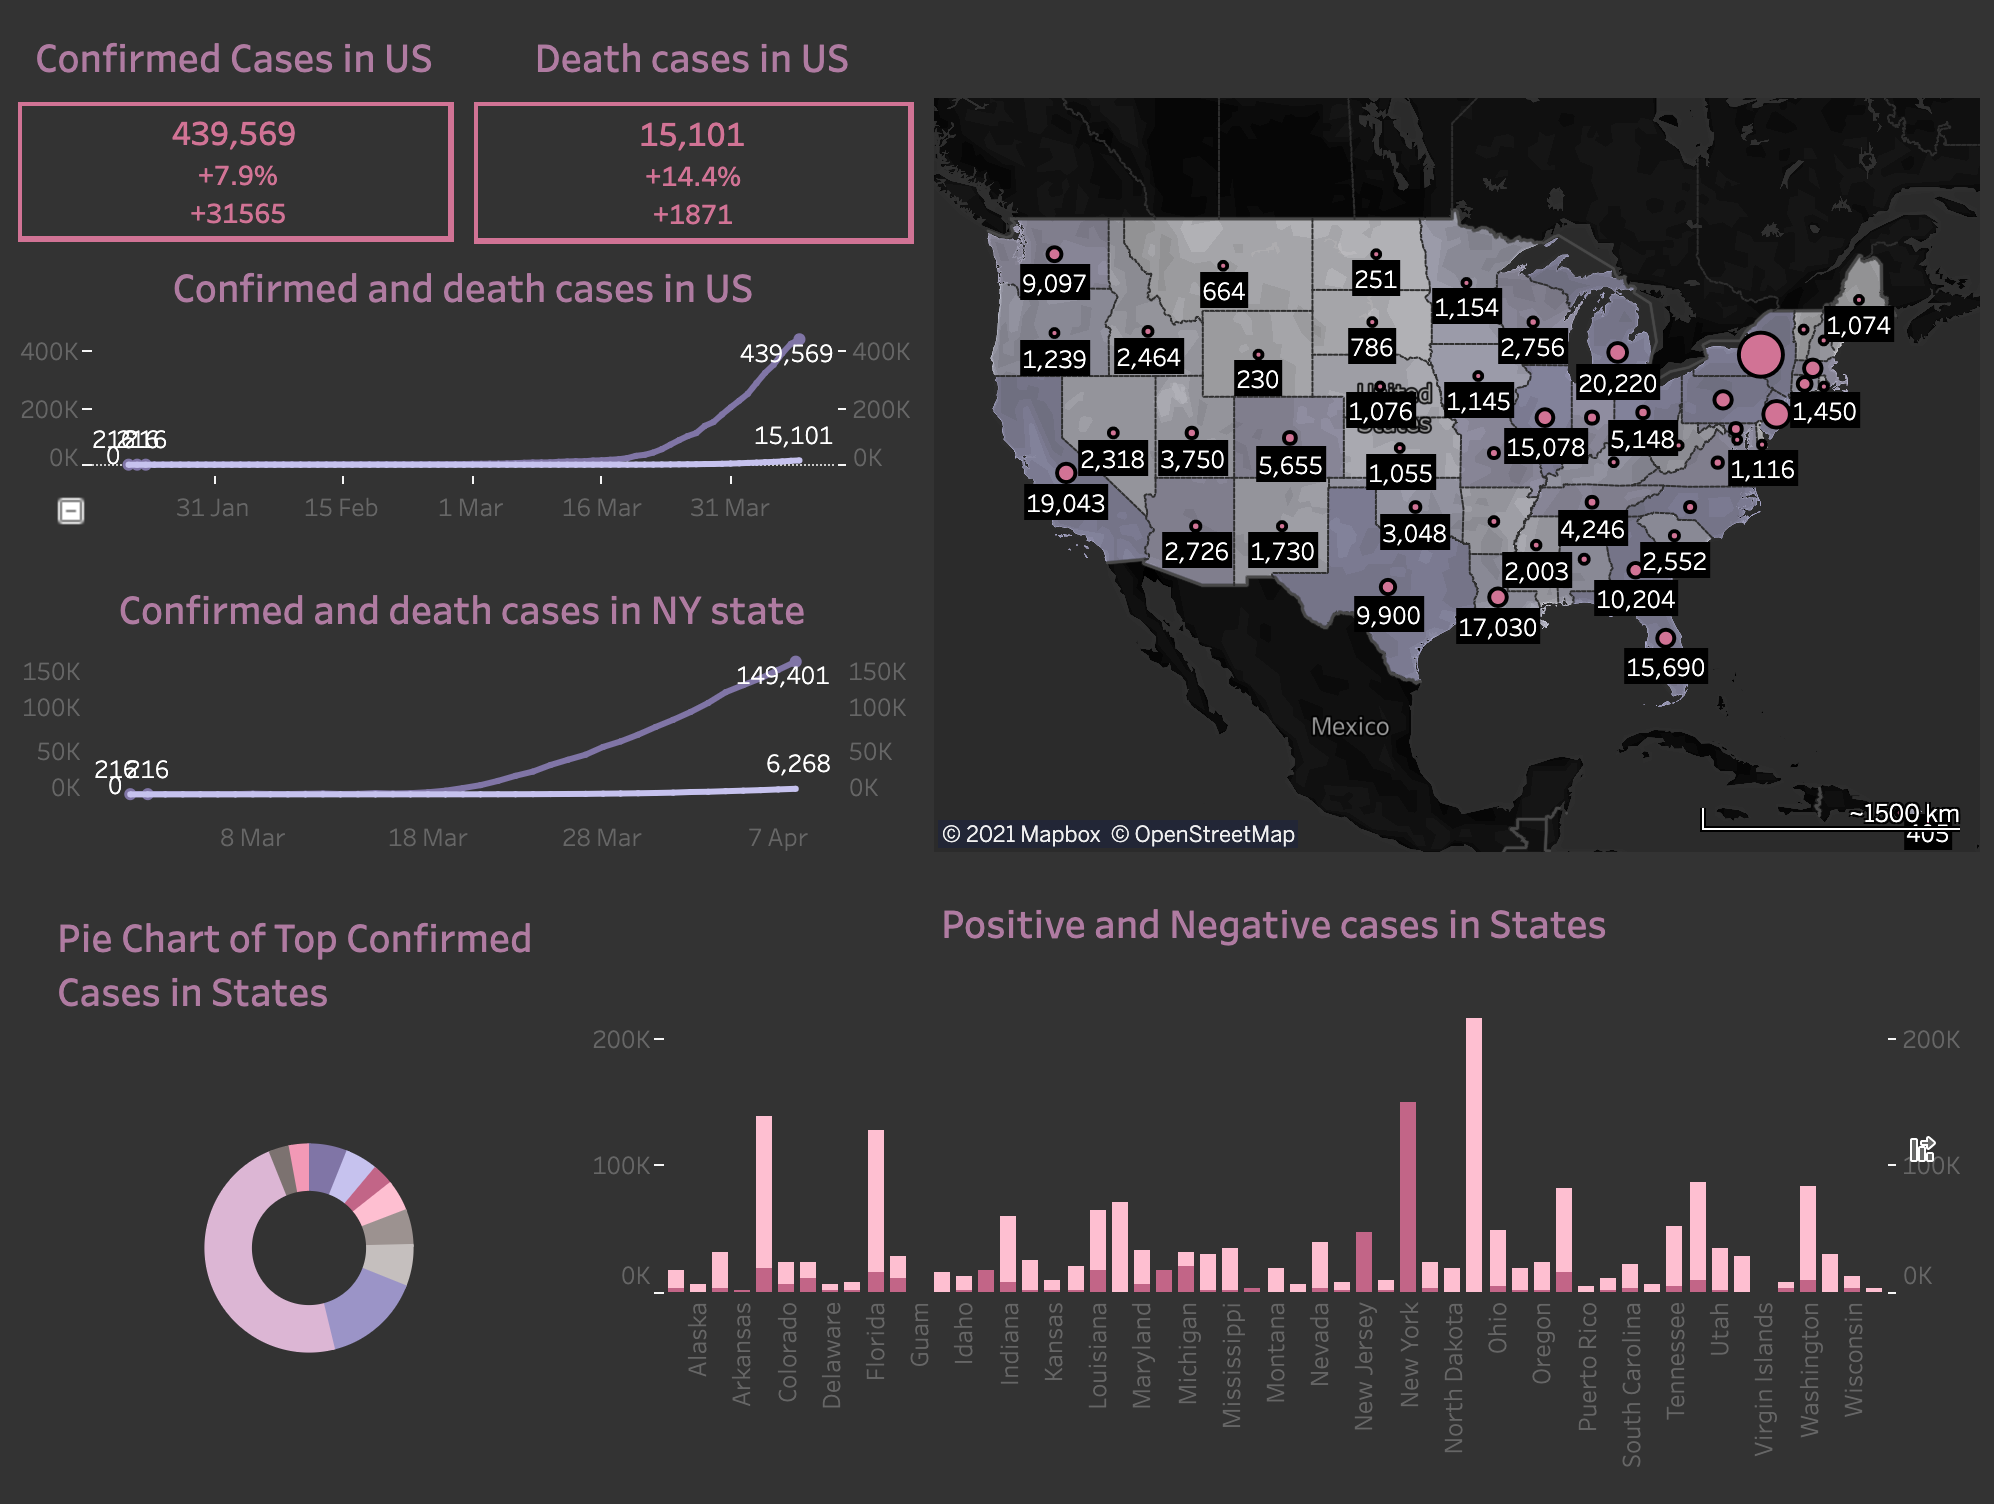 Confirmed Cases in US
439,569
+7.9%
+31565
Death cases in US
15,101
+14.4%
+1871
Confirmed and death cases in US
400K
200K
0K
216
0
439,569
15,101
400K
200K
0K
31 Jan
15 Feb
1 Mar
16 Mar
31 Mar
Confirmed and death cases in NY state
150K
100K
50K
0K
216
216
0
149,401
6,268
150K
100K
50K
0K
8 Mar
18 Mar
28 Mar
7 Apr
9,097
664
251
1,154
1,074
1,239
2,464
230
786
2,756
20,220
United
States
1,076
1,145
1,450
2,318
3,750
5,655
1,055
15,078
5,148
1,116
19,043
2,726
1,730
3,048
4,246
2,003
2,552
9,900
17,030
10,204
15,690
Mexico
© 2021 Mapbox © OpenStreetMap
~1500 km
405
Pie Chart of Top Confirmed
Cases in States
Positive and Negative cases in States
200K
100K
0K
200K
100K
0K
Alaska
Arkansas
Colorado
Delaware
Florida
Guam
Idaho
Indiana
Kansas
Louisiana
Maryland
Michigan
Mississippi
Montana
Nevada
New Jersey
New York
North Dakota
Ohio
Oregon
Puerto Rico
South Carolina
Tennessee
Utah
Virgin Islands
Washington
Wisconsin